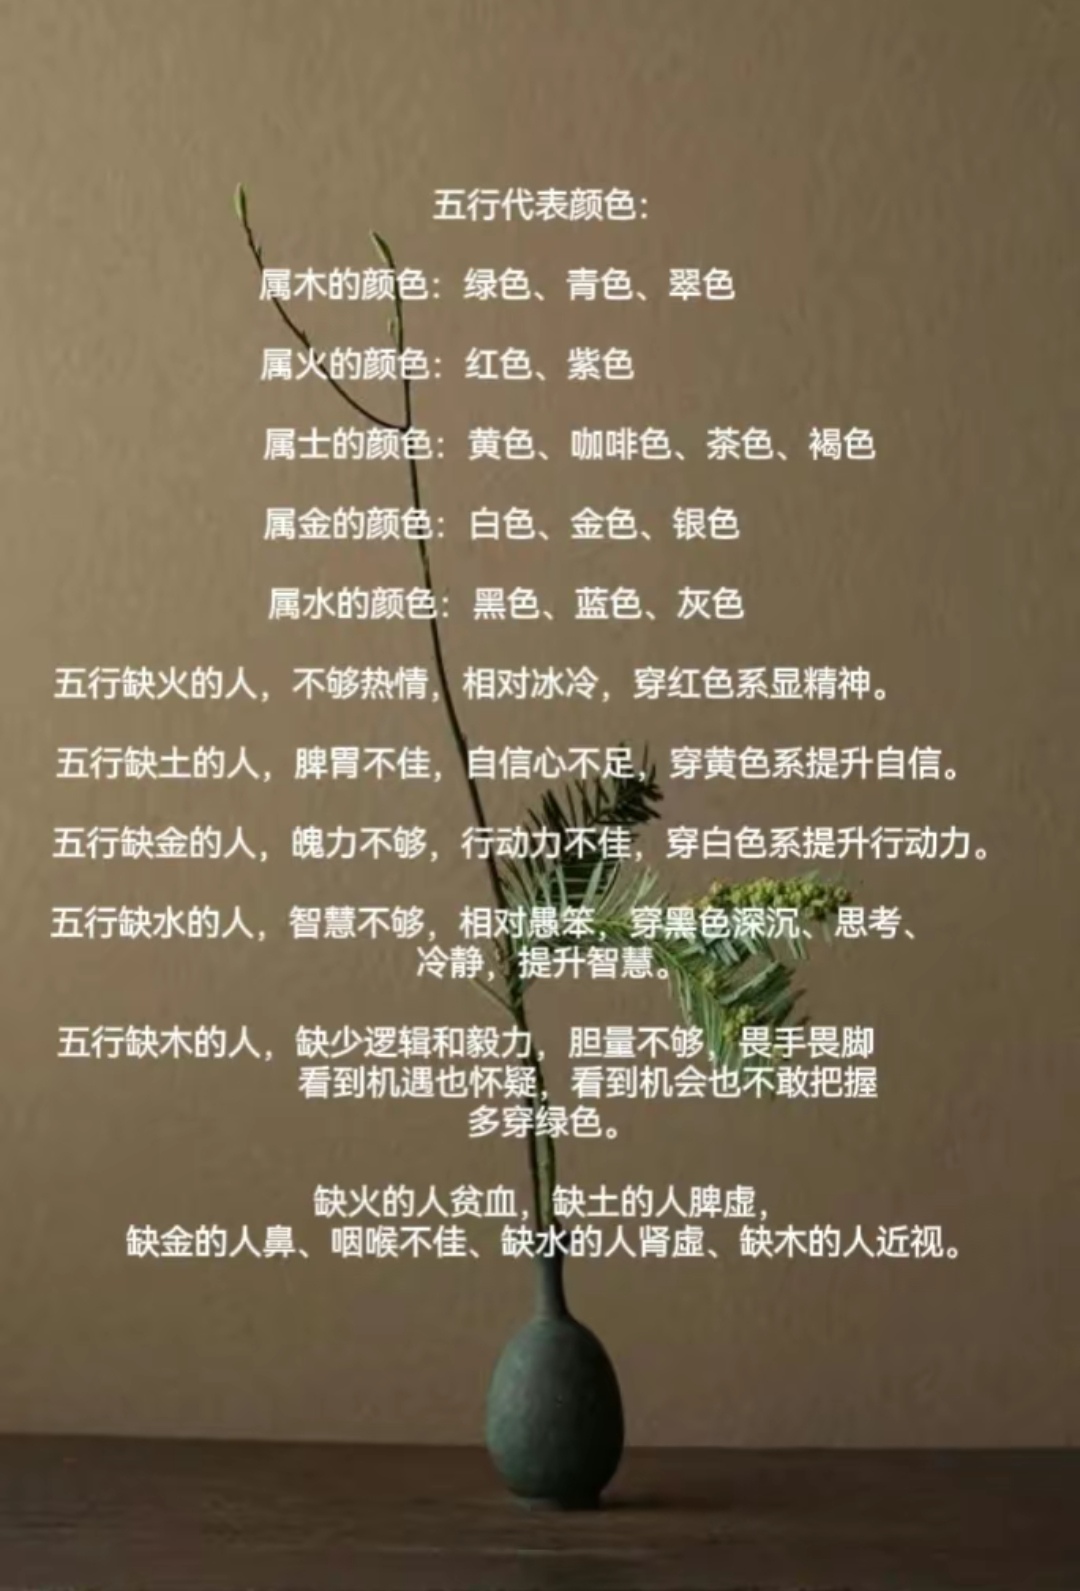 五行代表颜色：
属木的颜色：绿色、青色、翠色
属火的颜色：红色、紫色
属士的颜色：黄色、咖啡色、茶色、褐色
属金的颜色：白色、金色、银色
属水的颜色：黑色、蓝色、灰色
五行缺火的人，不够热情，相对冰冷，穿红色系显精神。
五行缺土的人，脾胃不佳，自信心不足，穿黄色系提升自信。
五行缺金的人，魄力不够，行动力不佳，穿白色系提升行动力。
五行缺水的人，智慧不够，相对愚笨，穿黑色深沉、思考、
冷静，提升智慧。
五行缺木的人，缺少逻辑和毅力，胆量不够，畏手畏脚
看到机遇也怀疑，看到机会也不敢把握
多穿绿色。
缺火的人贫血，缺土的人脾虚，
缺金的人鼻、咽喉不佳、缺水的人肾虚、缺木的人近视。